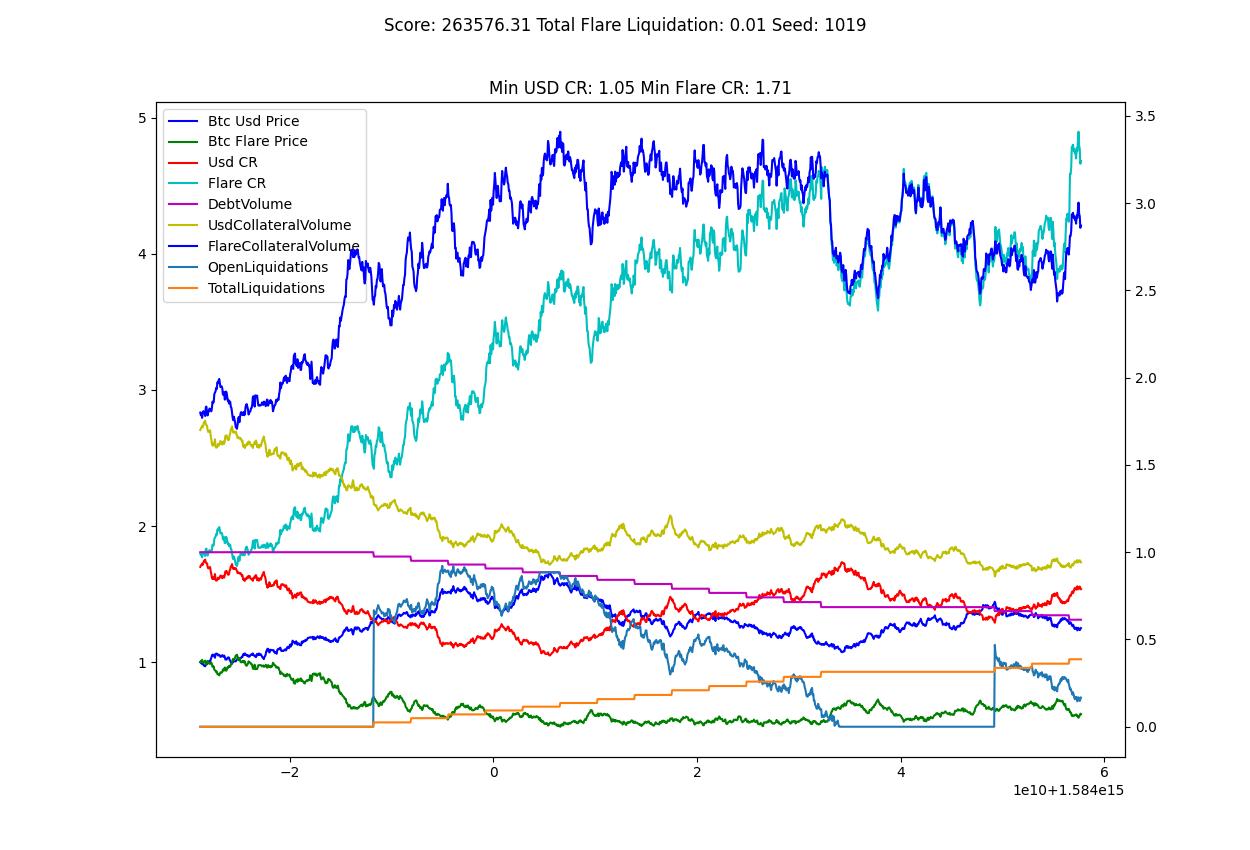 Score: 263576.31 Total Flare Liquidation: 0.01 Seed: 1019
Min USD CR: 1.05 Min Flare CR: 1.71
Btc Usd Price
Btc Flare Price
Usd CR
Flare CR
DebtVolume
UsdCollateralVolume
FlareCollateralVolume
OpenLiquidations
TotalLiquidations
5
4
3
2
1
3.5
3.0
2.5
2.0
1.5
1.0
0.5
0.0
−2 0 2 4 6
1e10+1.584e15